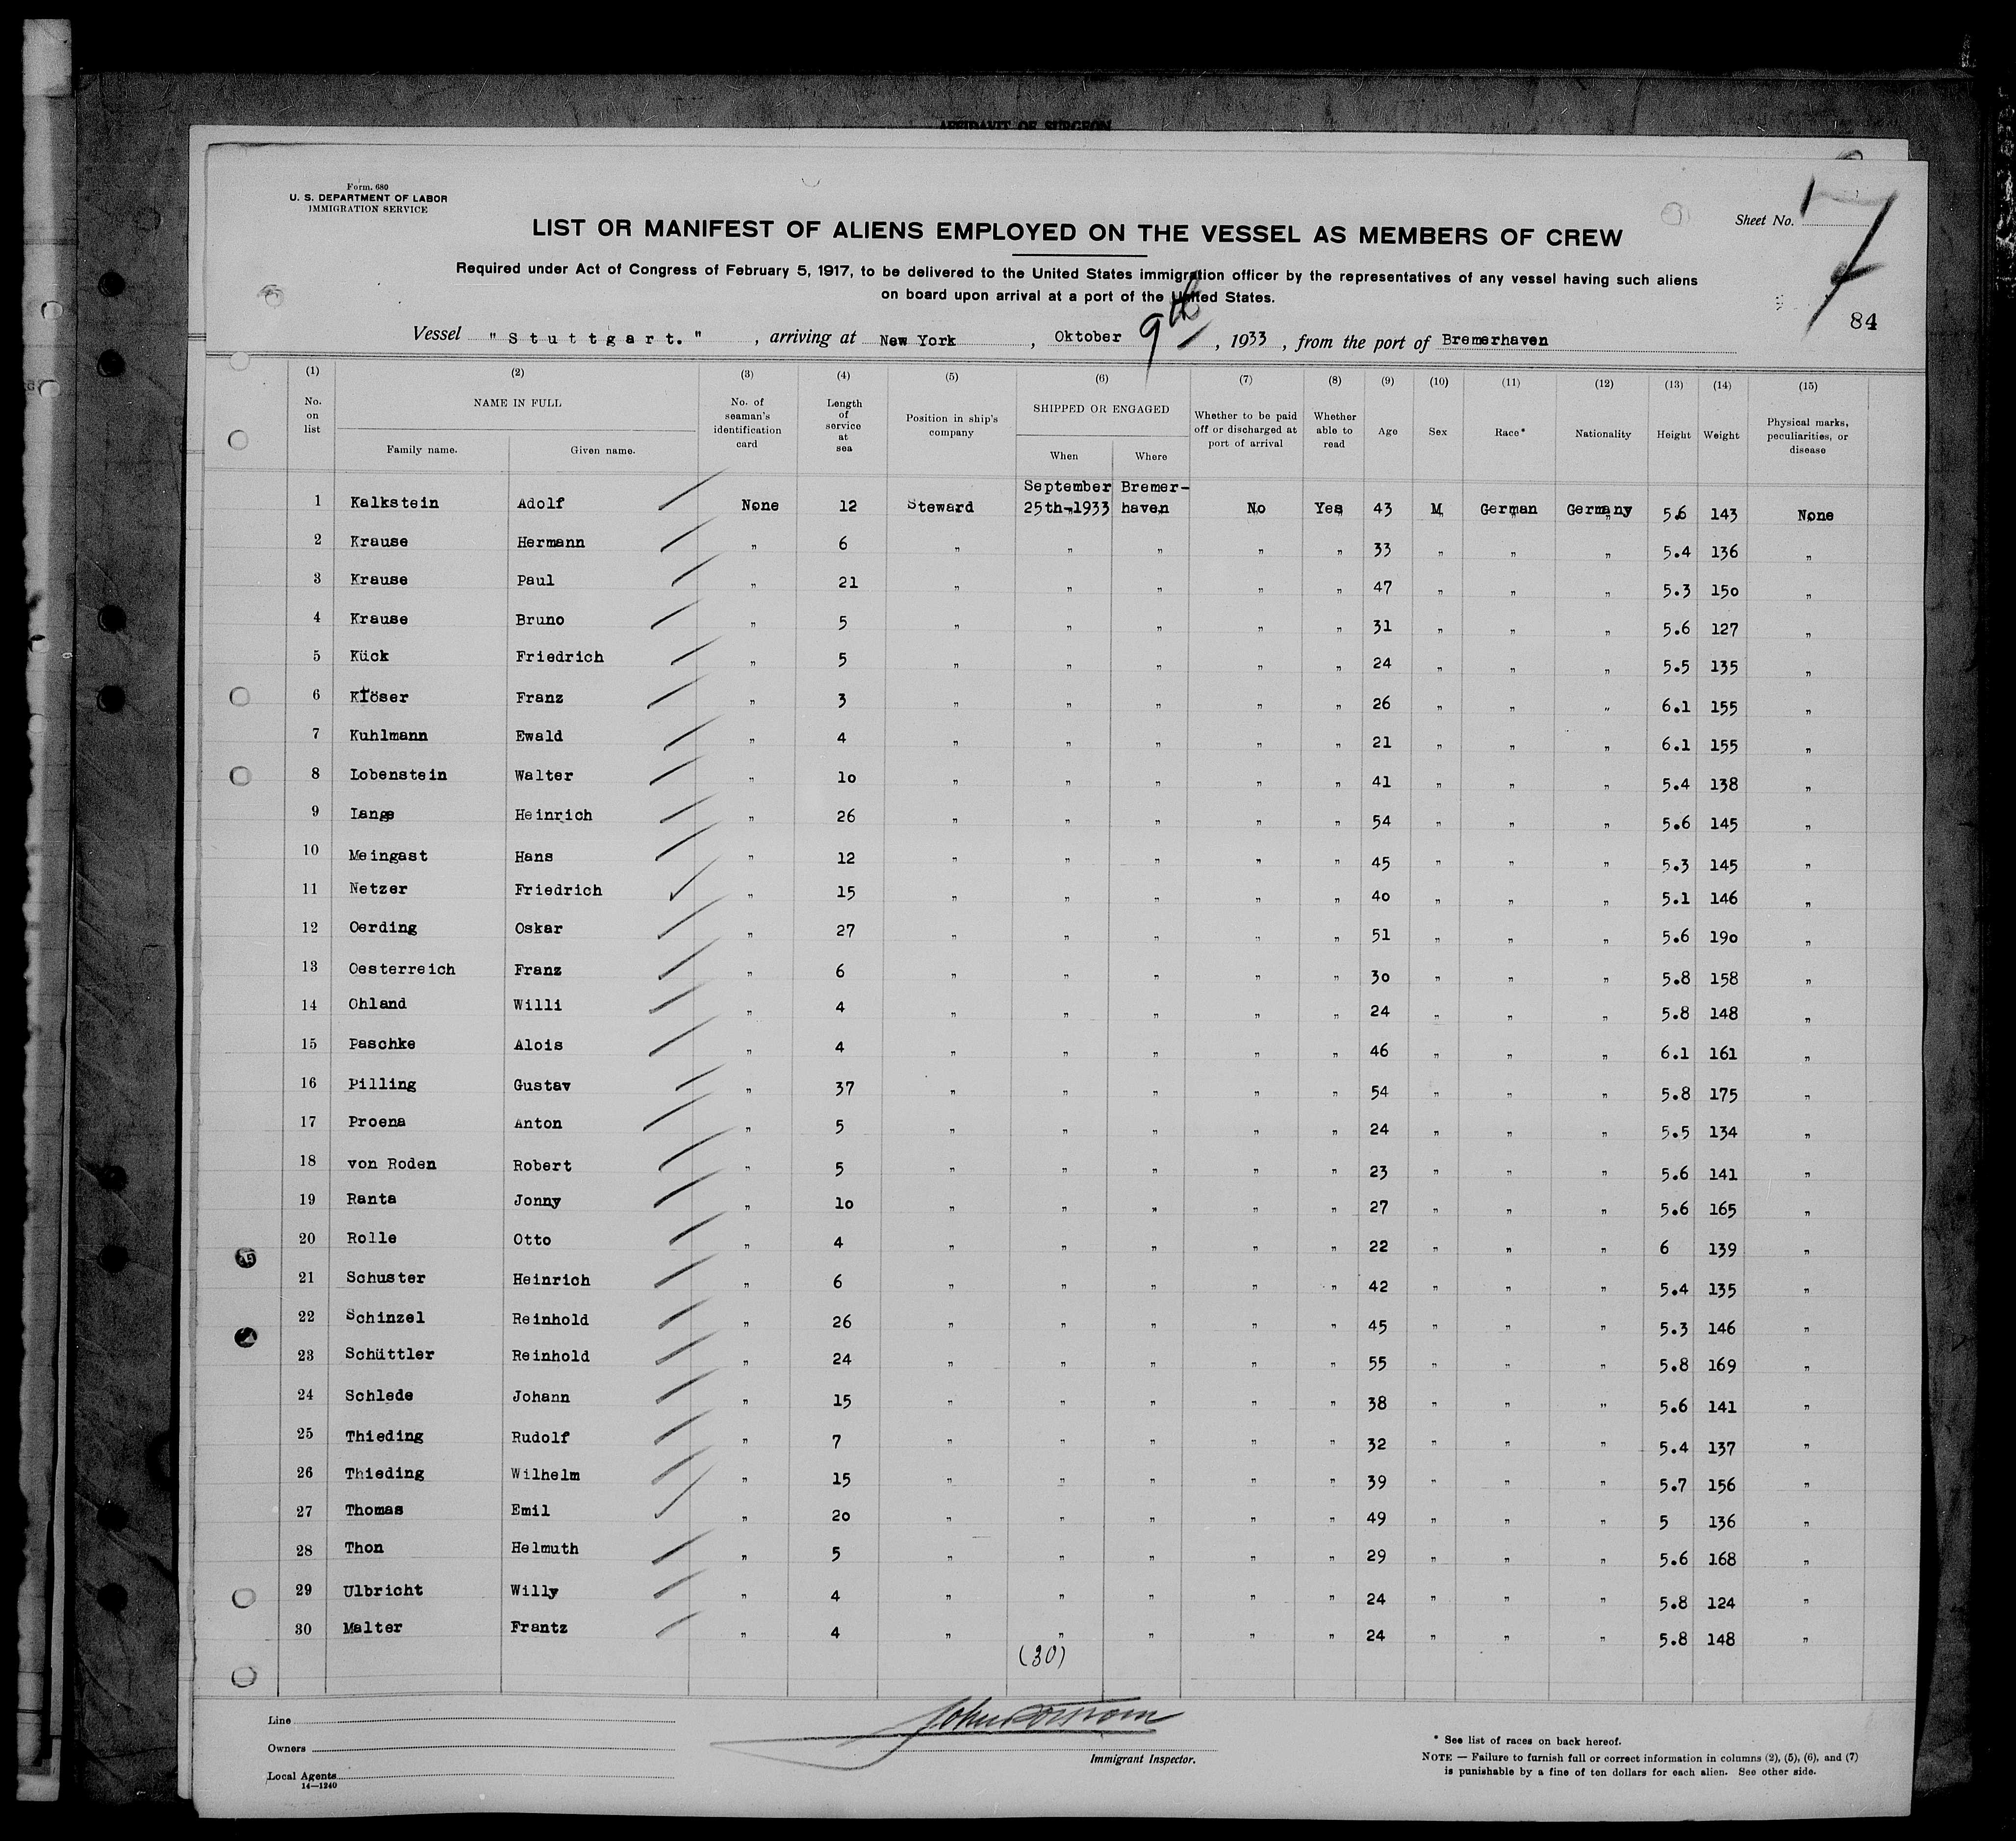 AFFIDAVIT OF SURGEON
Form. 680
U. S. DEPARTMENT OF LABOR
IMMIGRATION SERVICE
LIST OR MANIFEST OF ALIENS EMPLOYED ON THE VESSEL AS MEMBERS OF CREW
Sheet No.
Required under Act of Congress of February 5, 1917, to be delivered to the United States immigration officer by the representatives of any vessel having such aliens
on board upon arrival at a port of the United States.
84
Vessel "Stuttgart." , arriving at New York , Oktober 9th , 1933 , from the port of Bremerhaven
(1) (2) (3) (4) (5) (6) (7) (8) (9) (10) (11) (12) (13) (14) (15)
No. on list NAME IN FULL Family name. Given name. No. of seaman's identification card Length of service at sea Position in ship's company SHIPPED OR ENGAGED When Where Whether to be paid off or discharged at port of arrival Whether able to read Age Sex Race* Nationality Height Weight Physical marks, peculiarities, or disease
1 Kalkstein Adolf None 12 Steward September 25th-1933 Bremer-haven No Yes 43 M German Germany 5.6 143 None
2 Krause Hermann " 6 " " " " " 33 " " " 5.4 136 "
3 Krause Paul " 21 " " " " " 47 " " " 5.3 150 "
4 Krause Bruno " 5 " " " " " 31 " " " 5.6 127 "
5 Kück Friedrich " 5 " " " " " 24 " " " 5.5 135 "
6 Klöser Franz " 3 " " " " " 26 " " " 6.1 155 "
7 Kuhlmann Ewald " 4 " " " " " 21 " " " 6.1 155 "
8 Lobenstein Walter " 10 " " " " " 41 " " " 5.4 138 "
9 Lange Heinrich " 26 " " " " " 54 " " " 5.6 145 "
10 Meingast Hans " 12 " " " " " 45 " " " 5.3 145 "
11 Netzer Friedrich " 15 " " " " " 40 " " " 5.1 146 "
12 Oerding Oskar " 27 " " " " " 51 " " " 5.6 190 "
13 Oesterreich Franz " 6 " " " " " 30 " " " 5.8 158 "
14 Ohland Willi " 4 " " " " " 24 " " " 5.8 148 "
15 Paschke Alois " 4 " " " " " 46 " " " 6.1 161 "
16 Pilling Gustav " 37 " " " " " 54 " " " 5.8 175 "
17 Proena Anton " 5 " " " " " 24 " " " 5.5 134 "
18 von Roden Robert " 5 " " " " " 23 " " " 5.6 141 "
19 Ranta Jonny " 10 " " " " " 27 " " " 5.6 165 "
20 Rolle Otto " 4 " " " " " 22 " " " 6 139 "
21 Schuster Heinrich " 6 " " " " " 42 " " " 5.4 135 "
22 Schinzel Reinhold " 26 " " " " " 45 " " " 5.3 146 "
23 Schüttler Reinhold " 24 " " " " " 55 " " " 5.8 169 "
24 Schlede Johann " 15 " " " " " 38 " " " 5.6 141 "
25 Thieding Rudolf " 7 " " " " " 32 " " " 5.4 137 "
26 Thieding Wilhelm " 15 " " " " " 39 " " " 5.7 156 "
27 Thomas Emil " 20 " " " " " 49 " " " 5 136 "
28 Thon Helmuth " 5 " " " " " 29 " " " 5.6 168 "
29 Ulbricht Willy " 4 " " " " " 24 " " " 5.8 124 "
30 Malter Frantz " 4 " " " " " 24 " " " 5.8 148 "
(30)
Line
Owners
Local Agents
14—1240
Immigrant Inspector.
* See list of races on back hereof.
NOTE — Failure to furnish full or correct information in columns (2), (5), (6), and (7)
is punishable by a fine of ten dollars for each alien. See other side.